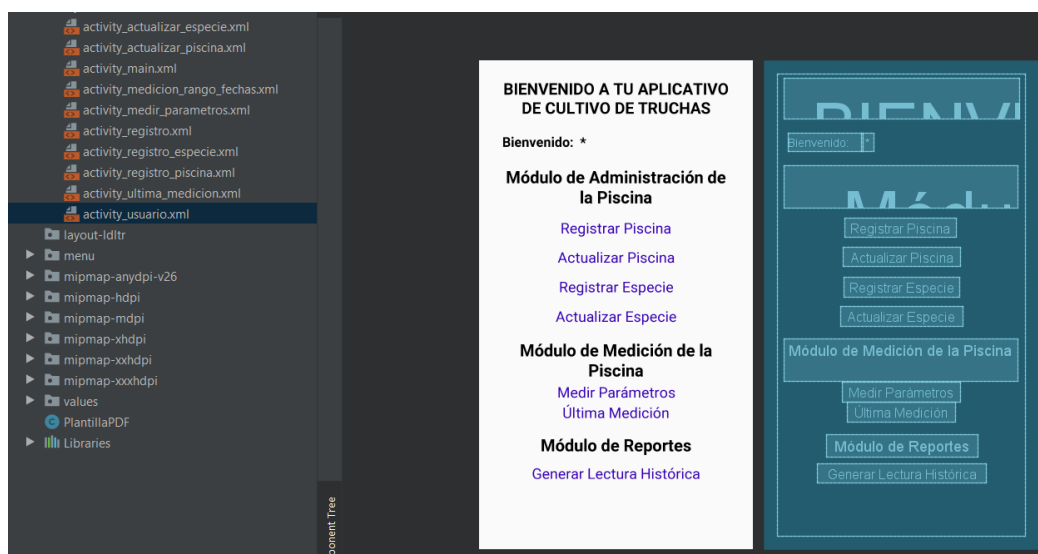 activity_actualizar_especie.xml
activity_actualizar_piscina.xml
activity_main.xml
activity_medicion_rango_fechas.xml
activity_medir_parametros.xml
activity_registro.xml
activity_registro_especie.xml
activity_registro_piscina.xml
activity_ultima_medicion.xml
activity_usuario.xml
layout-ldltr
menu
mipmap-anydpi-v26
mipmap-hdpi
mipmap-mdpi
mipmap-xhdpi
mipmap-xxhdpi
mipmap-xxxhdpi
values
PlantillaPDF
Libraries
ponent Tree
BIENVENIDO A TU APLICATIVO
DE CULTIVO DE TRUCHAS
Bienvenido: *
Módulo de Administración de
la Piscina
Registrar Piscina
Actualizar Piscina
Registrar Especie
Actualizar Especie
Módulo de Medición de la
Piscina
Medir Parámetros
Última Medición
Módulo de Reportes
Generar Lectura Histórica
BIENVE
Bienvenido: *
Módu
Registrar Piscina
Actualizar Piscina
Registrar Especie
Actualizar Especie
Módulo de Medición de la Piscina
Medir Parámetros
Última Medición
Módulo de Reportes
Generar Lectura Histórica